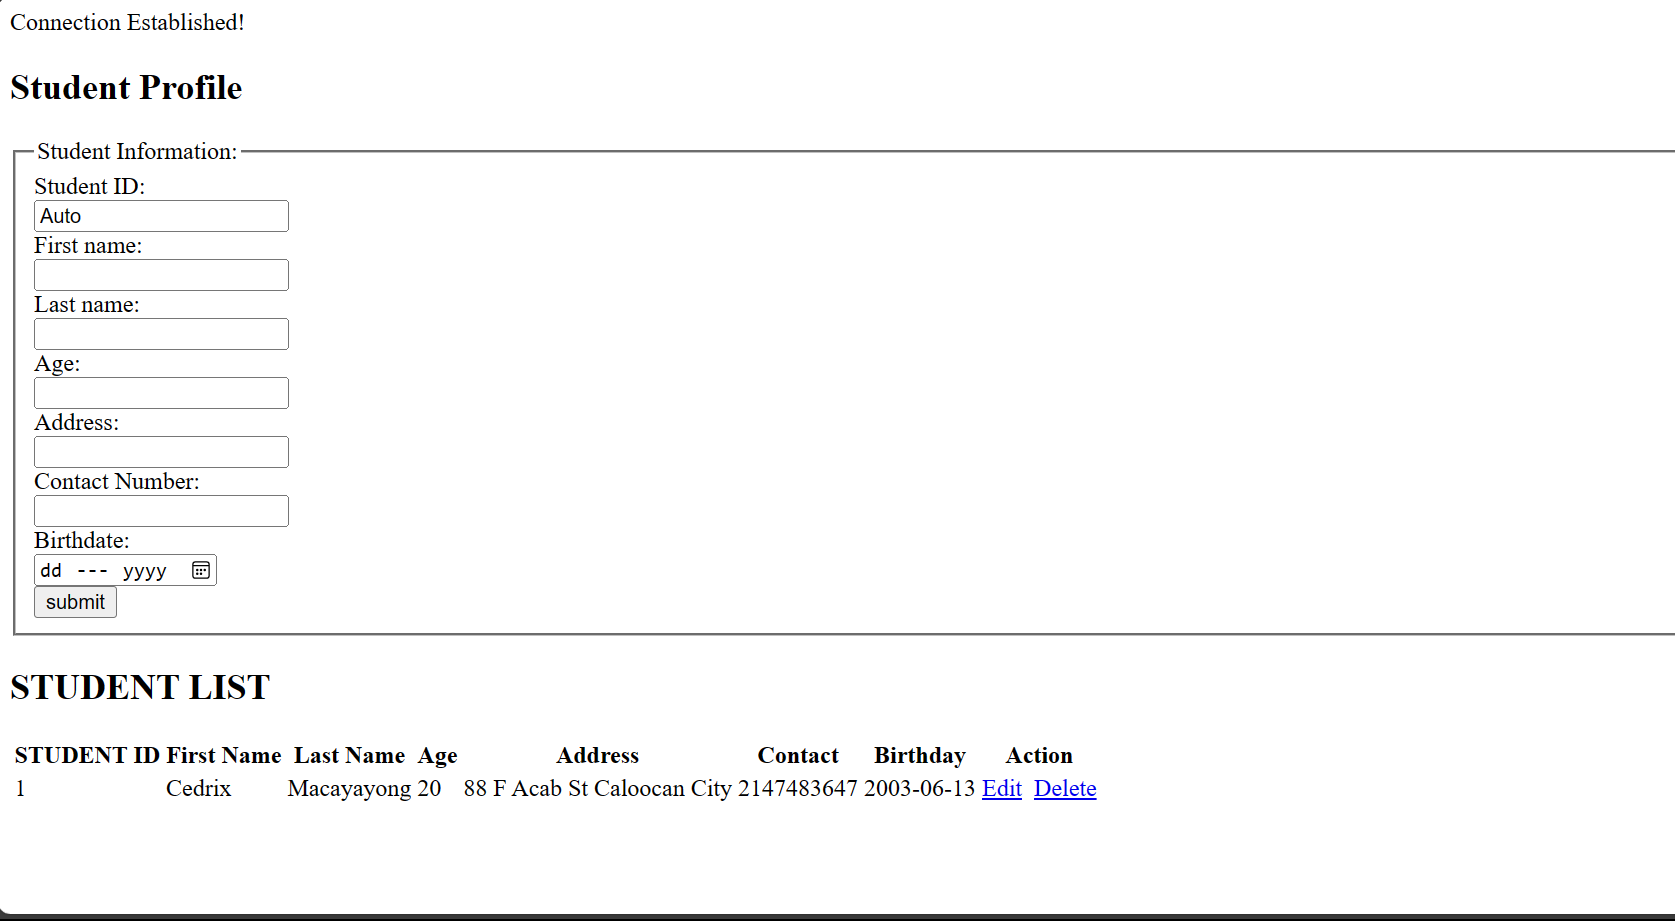 Connection Established!
Student Profile
Student Information:
Student ID:
Auto
First name:
Last name:
Age:
Address:
Contact Number:
Birthdate:
dd --- yyyy
submit
STUDENT LIST
STUDENT ID First Name Last Name Age Address Contact Birthday Action
1 Cedrix Macayayong 20 88 F Acab St Caloocan City 2147483647 2003-06-13 Edit Delete